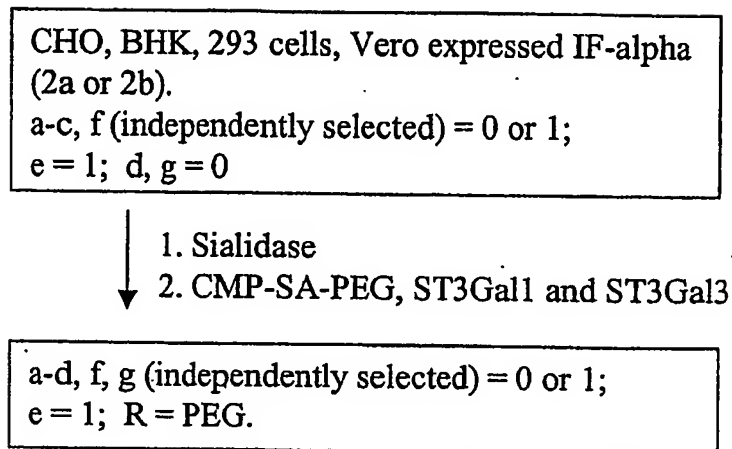 CHO, BHK, 293 cells, Vero expressed IF-alpha
(2a or 2b).
a-c, f (independently selected) = 0 or 1;
e = 1; d, g = 0
1. Sialidase
2. CMP-SA-PEG, ST3Gal1 and ST3Gal3
a-d, f, g (independently selected) = 0 or 1;
e = 1; R = PEG.